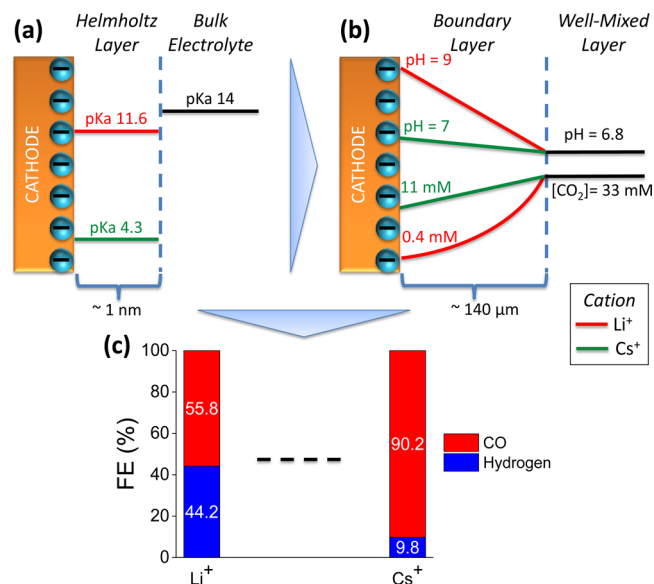 (a)
Helmholtz
Layer
Bulk
Electrolyte
CATHODE
pKa 14
pKa 11.6
pKa 4.3
~ 1 nm
(b)
Boundary
Layer
Well-Mixed
Layer
CATHODE
pH = 9
pH = 7
pH = 6.8
11 mM
[CO₂]= 33 mM
0.4 mM
~ 140 µm
Cation
Li⁺
Cs⁺
(c)
FE (%)
100
80
60
40
20
0
55.8
44.2
90.2
9.8
CO
Hydrogen
Li⁺
Cs⁺